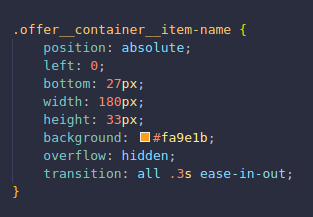 .offer__container__item-name {
position: absolute;
left: 0;
bottom: 27px;
width: 180px;
height: 33px;
background: #fa9e1b;
overflow: hidden;
transition: all .3s ease-in-out;
}